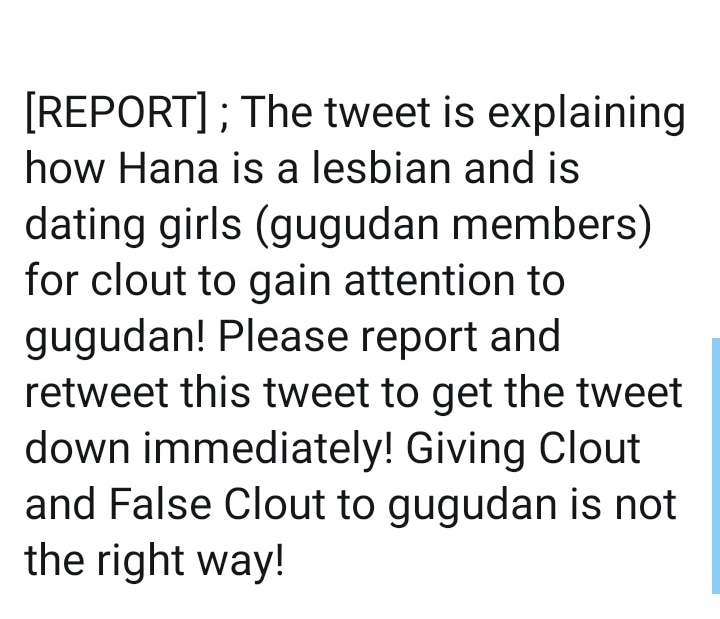 [REPORT] ; The tweet is explaining
how Hana is a lesbian and is
dating girls (gugudan members)
for clout to gain attention to
gugudan! Please report and
retweet this tweet to get the tweet
down immediately! Giving Clout
and False Clout to gugudan is not
the right way!